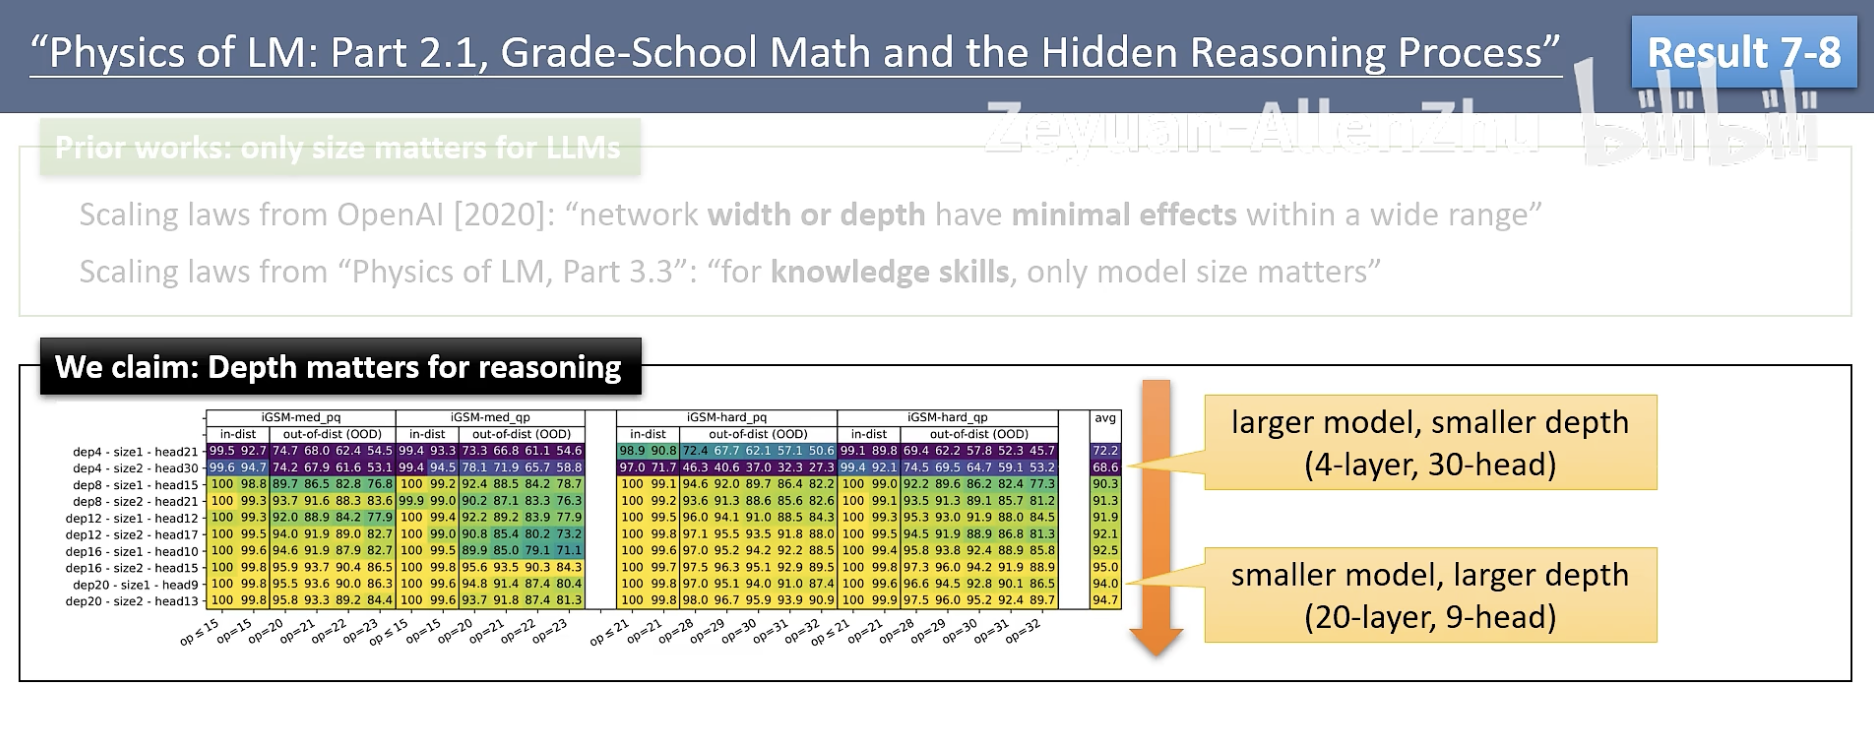 “Physics of LM: Part 2.1, Grade-School Math and the Hidden Reasoning Process”
Result 7-8
Zeyuan-AllenZhu
bilibili
Prior works: only size matters for LLMs
Scaling laws from OpenAI [2020]: “network width or depth have minimal effects within a wide range”
Scaling laws from “Physics of LM, Part 3.3”: “for knowledge skills, only model size matters”
We claim: Depth matters for reasoning
iGSM-med_pq iGSM-med_qp iGSM-hard_pq iGSM-hard_qp avg
in-dist out-of-dist (OOD) in-dist out-of-dist (OOD) in-dist out-of-dist (OOD) in-dist out-of-dist (OOD)
dep4 - size1 - head21 99.5 92.7 74.7 68.0 62.4 54.5 99.4 93.3 73.3 66.8 61.1 54.6 98.9 90.8 72.4 67.7 62.1 57.1 50.6 99.1 89.8 69.4 62.2 57.8 52.3 45.7 72.2
dep4 - size2 - head30 99.6 94.7 74.2 67.9 61.6 53.1 99.4 94.5 78.1 71.9 65.7 58.8 97.0 71.7 46.3 40.6 37.0 32.3 27.3 99.4 92.1 74.5 69.5 64.7 59.1 53.2 68.6
dep8 - size1 - head15 100 98.8 89.7 86.5 82.8 76.8 100 99.2 92.4 88.5 84.2 78.7 100 99.1 94.6 92.0 89.7 86.4 82.2 100 99.0 92.2 89.6 86.2 82.4 77.3 90.3
dep8 - size2 - head21 100 99.3 93.7 91.6 88.3 83.6 99.9 99.0 90.2 87.1 83.3 76.3 100 99.2 93.6 91.3 88.6 85.6 82.6 100 99.1 93.5 91.3 89.1 85.7 81.2 91.3
dep12 - size1 - head12 100 99.3 92.0 88.9 84.2 77.9 100 99.4 92.2 89.2 83.9 77.9 100 99.5 96.0 94.1 91.0 88.5 84.3 100 99.3 95.3 93.0 91.9 88.0 84.5 91.9
dep12 - size2 - head17 100 99.5 94.0 91.9 89.0 82.7 100 99.0 90.8 85.4 80.2 73.2 100 99.8 97.1 95.5 93.5 91.8 88.0 100 99.5 94.5 91.9 88.9 86.8 81.3 92.1
dep16 - size1 - head10 100 99.6 94.6 91.9 87.9 82.7 100 99.5 89.9 85.0 79.1 71.1 100 99.6 97.0 95.2 94.2 92.2 88.5 100 99.4 95.8 93.8 92.4 88.9 85.8 92.5
dep16 - size2 - head15 100 99.8 95.9 93.7 90.4 86.5 100 99.8 95.6 93.5 90.3 84.3 100 99.7 97.5 96.3 95.1 92.9 89.5 100 99.8 97.3 96.0 94.2 91.9 88.9 95.0
dep20 - size1 - head9 100 99.8 95.5 93.6 90.0 86.3 100 99.6 94.8 91.4 87.4 80.4 100 99.8 97.0 95.1 94.0 91.0 87.4 100 99.6 96.6 94.5 92.8 90.1 86.5 94.0
dep20 - size2 - head13 100 99.8 95.8 93.3 89.2 84.4 100 99.6 93.7 91.8 87.4 81.3 100 99.8 98.0 96.7 95.9 93.9 90.9 100 99.9 97.5 96.0 95.2 92.4 89.7 94.7
op≤15 op=15 op=20 op=21 op=22 op=23 op≤15 op=15 op=20 op=21 op=22 op=23 op≤21 op=21 op=28 op=29 op=30 op=31 op=32 op≤21 op=21 op=28 op=29 op=30 op=31 op=32
larger model, smaller depth
(4-layer, 30-head)
smaller model, larger depth
(20-layer, 9-head)